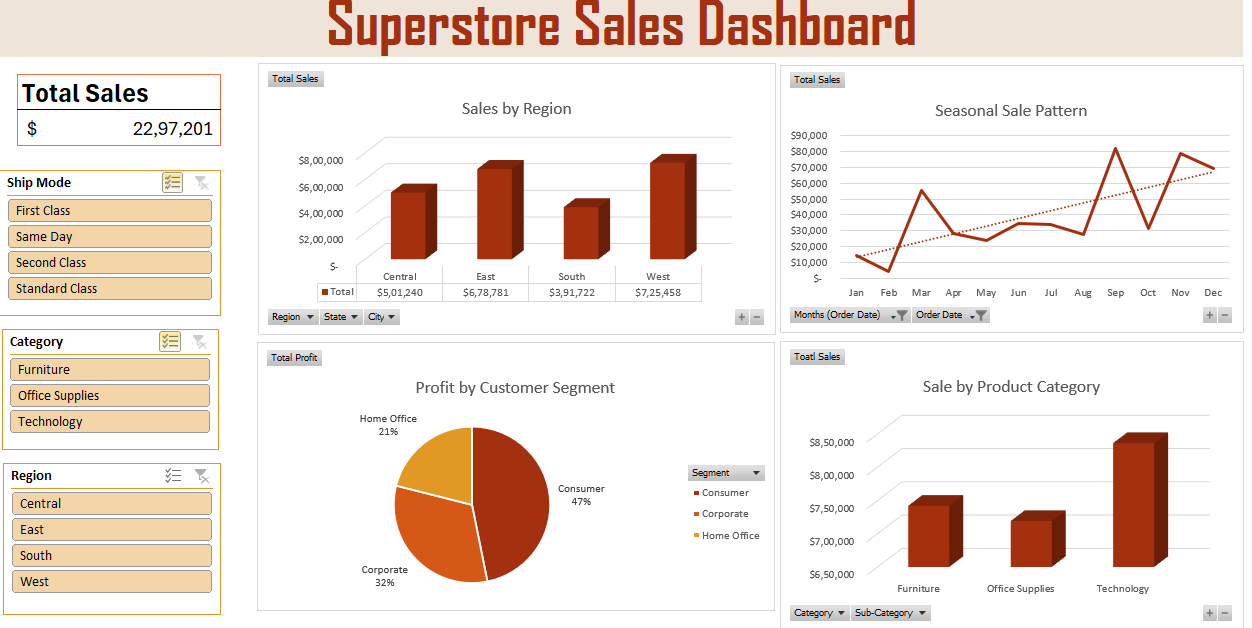 Superstore Sales Dashboard
Total Sales
$ 22,97,201
Ship Mode
First Class
Same Day
Second Class
Standard Class
Category
Furniture
Office Supplies
Technology
Region
Central
East
South
West
Total Sales
Sales by Region
$8,00,000
$6,00,000
$4,00,000
$2,00,000
$-
Central East South West
Total $5,01,240 $6,78,781 $3,91,722 $7,25,458
Region State City
Total Sales
Seasonal Sale Pattern
$90,000
$80,000
$70,000
$60,000
$50,000
$40,000
$30,000
$20,000
$10,000
$-
Jan Feb Mar Apr May Jun Jul Aug Sep Oct Nov Dec
Months (Order Date) Order Date
Total Profit
Profit by Customer Segment
Home Office
21%
Consumer
47%
Corporate
32%
Segment
Consumer
Corporate
Home Office
Toatl Sales
Sale by Product Category
$8,50,000
$8,00,000
$7,50,000
$7,00,000
$6,50,000
Furniture Office Supplies Technology
Category Sub-Category